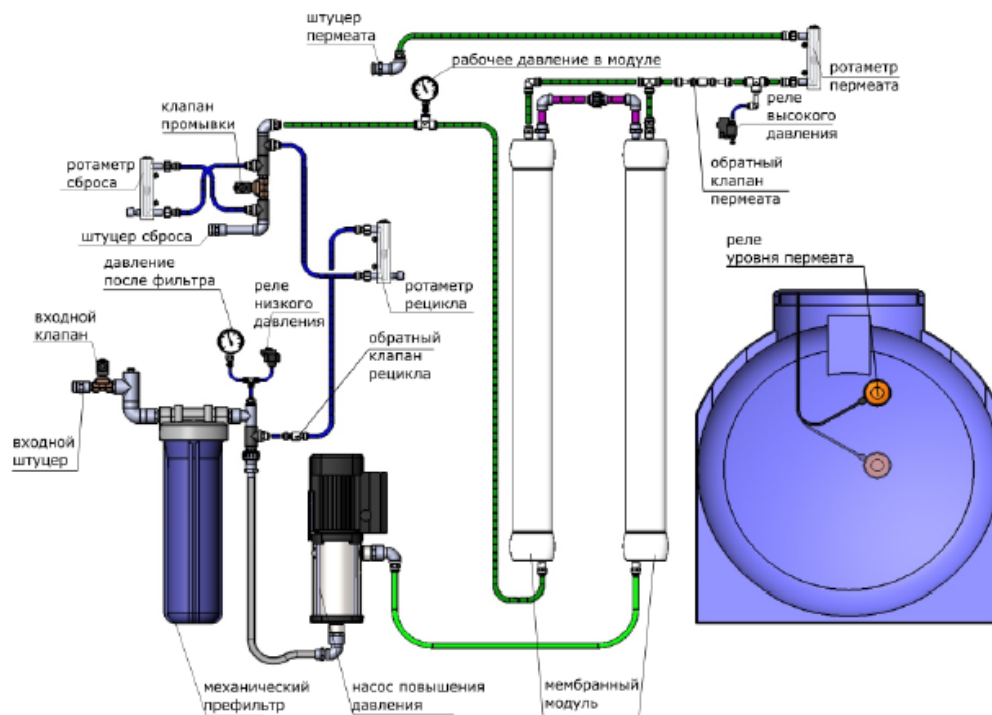 штуцер
пермеата
рабочее давление в модуле
ротаметр
пермеата
реле
высокого
давления
обратный
клапан
пермеата
клапан
промывки
ротаметр
сброса
штуцер сброса
давление
после фильтра
реле
низкого
давления
ротаметр
рецикла
реле
уровня пермеата
входной
клапан
обратный
клапан
рецикла
входной
штуцер
механический
префильтр
насос повышения
давления
мембранный
модуль